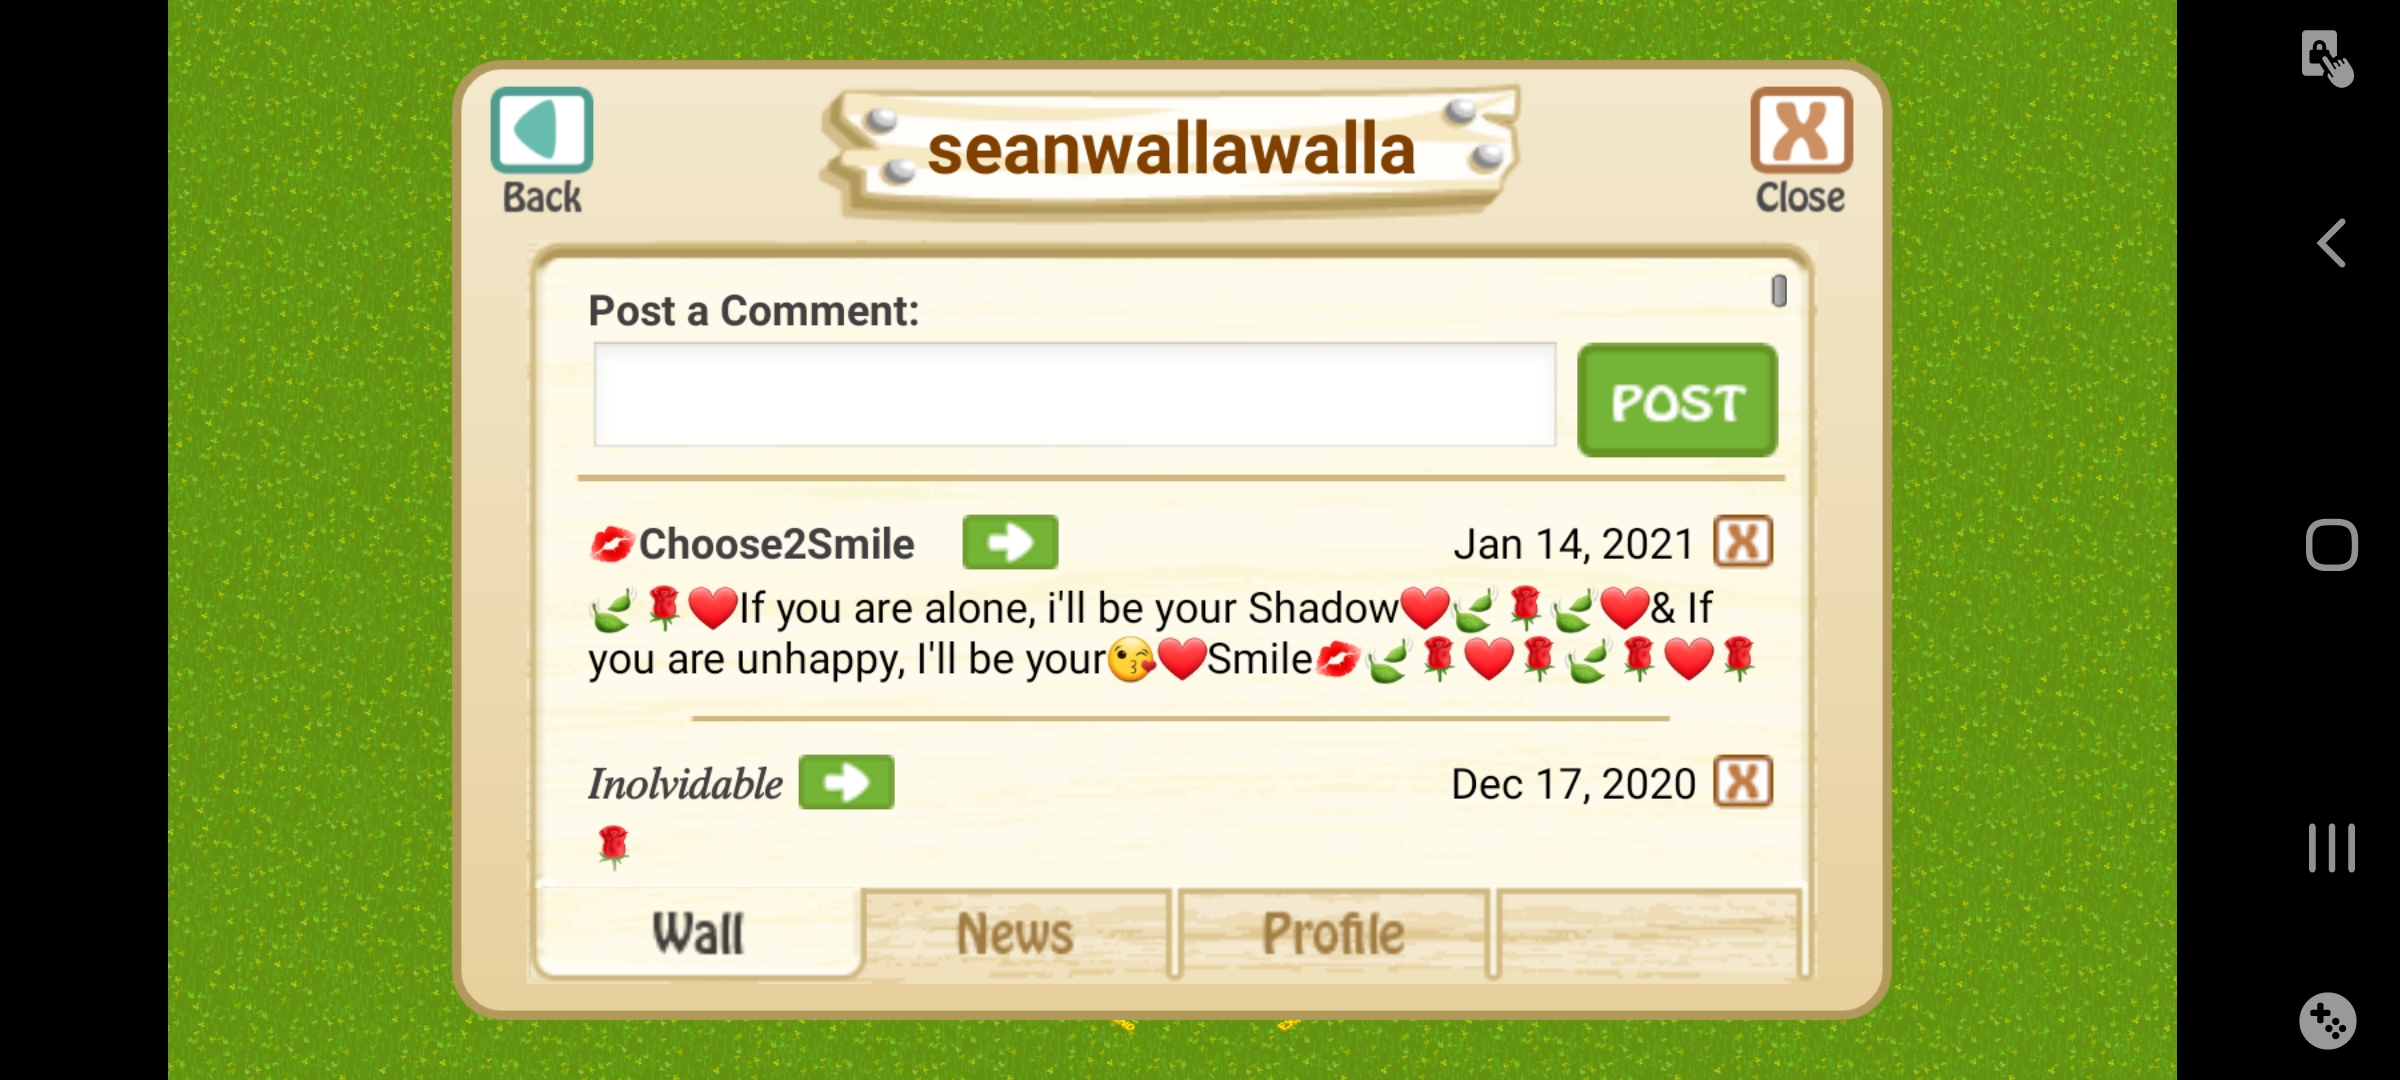 seanwallawalla
Back
Close
Post a Comment:
POST
💋Choose2Smile
Jan 14, 2021
🍃🌹❤️If you are alone, i'll be your Shadow❤️🍃🌹🍃❤️& If
you are unhappy, I'll be your😘❤️Smile💋🍃🌹❤️🌹🍃🌹❤️🌹
Inolvidable
Dec 17, 2020
🌹
Wall
News
Profile